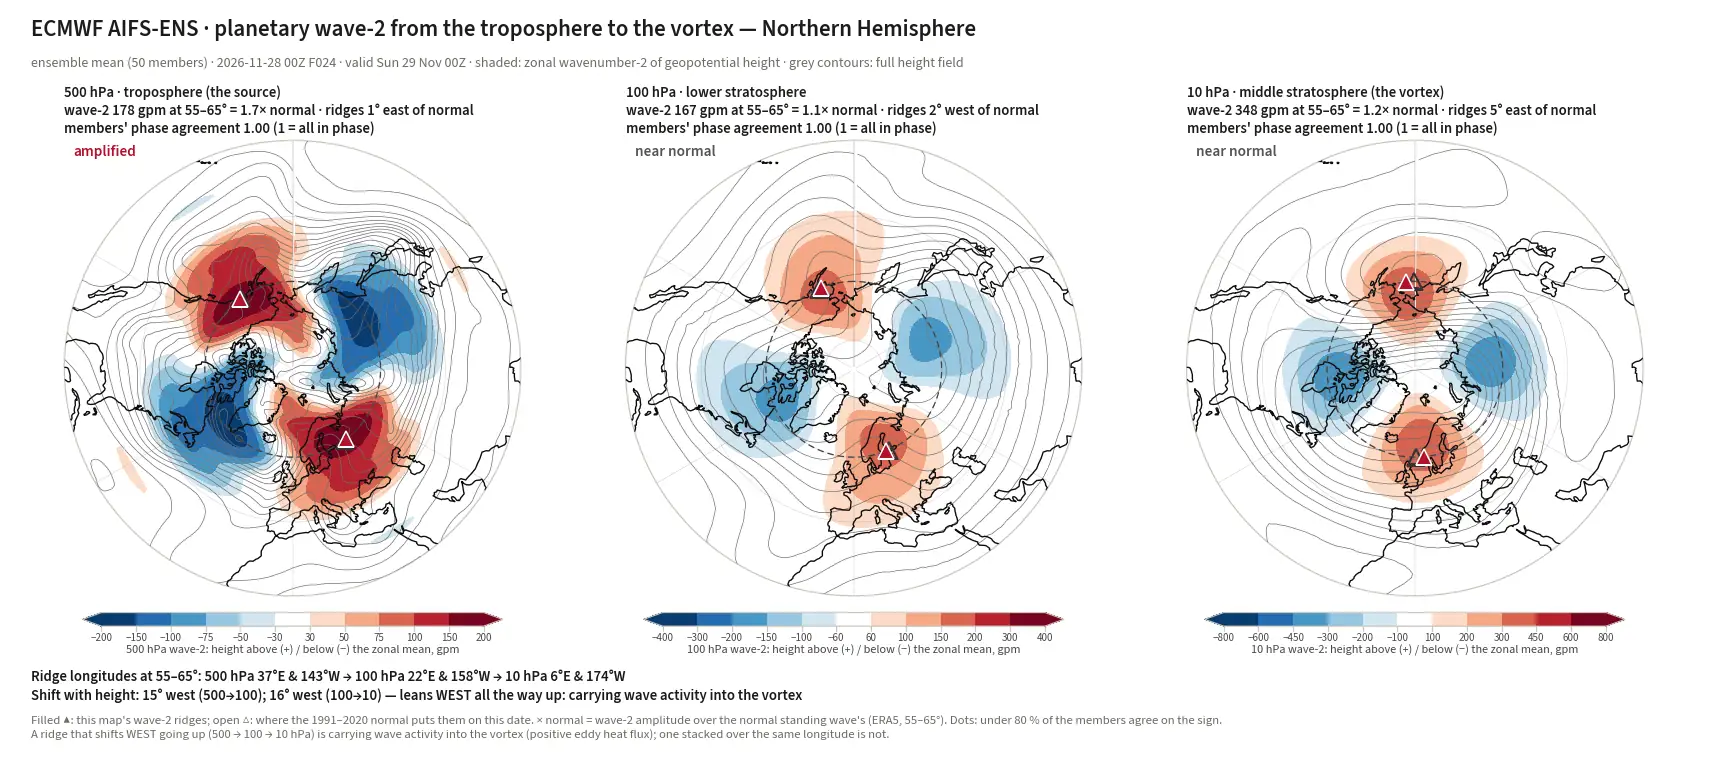 ECMWF AIFS-ENS · planetary wave-2 from the troposphere to the vortex — Northern Hemisphere
ensemble mean (50 members) · 2026-11-28 00Z F024 · valid Sun 29 Nov 00Z · shaded: zonal wavenumber-2 of geopotential height · grey contours: full height field
500 hPa · troposphere (the source)
wave-2 178 gpm at 55–65° = 1.7× normal · ridges 1° east of normal
members' phase agreement 1.00 (1 = all in phase)
amplified
100 hPa · lower stratosphere
wave-2 167 gpm at 55–65° = 1.1× normal · ridges 2° west of normal
members' phase agreement 1.00 (1 = all in phase)
near normal
10 hPa · middle stratosphere (the vortex)
wave-2 348 gpm at 55–65° = 1.2× normal · ridges 5° east of normal
members' phase agreement 1.00 (1 = all in phase)
near normal
−200 −150 −100 −75 −50 −30 30 50 75 100 150 200
500 hPa wave-2: height above (+) / below (−) the zonal mean, gpm
−400 −300 −200 −150 −100 −60 60 100 150 200 300 400
100 hPa wave-2: height above (+) / below (−) the zonal mean, gpm
−800 −600 −450 −300 −200 −100 100 200 300 450 600 800
10 hPa wave-2: height above (+) / below (−) the zonal mean, gpm
Ridge longitudes at 55–65°: 500 hPa 37°E & 143°W → 100 hPa 22°E & 158°W → 10 hPa 6°E & 174°W
Shift with height: 15° west (500→100); 16° west (100→10) — leans WEST all the way up: carrying wave activity into the vortex
Filled ▲: this map's wave-2 ridges; open △: where the 1991–2020 normal puts them on this date. × normal = wave-2 amplitude over the normal standing wave's (ERA5, 55–65°). Dots: under 80 % of the members agree on the sign.
A ridge that shifts WEST going up (500 → 100 → 10 hPa) is carrying wave activity into the vortex (positive eddy heat flux); one stacked over the same longitude is not.